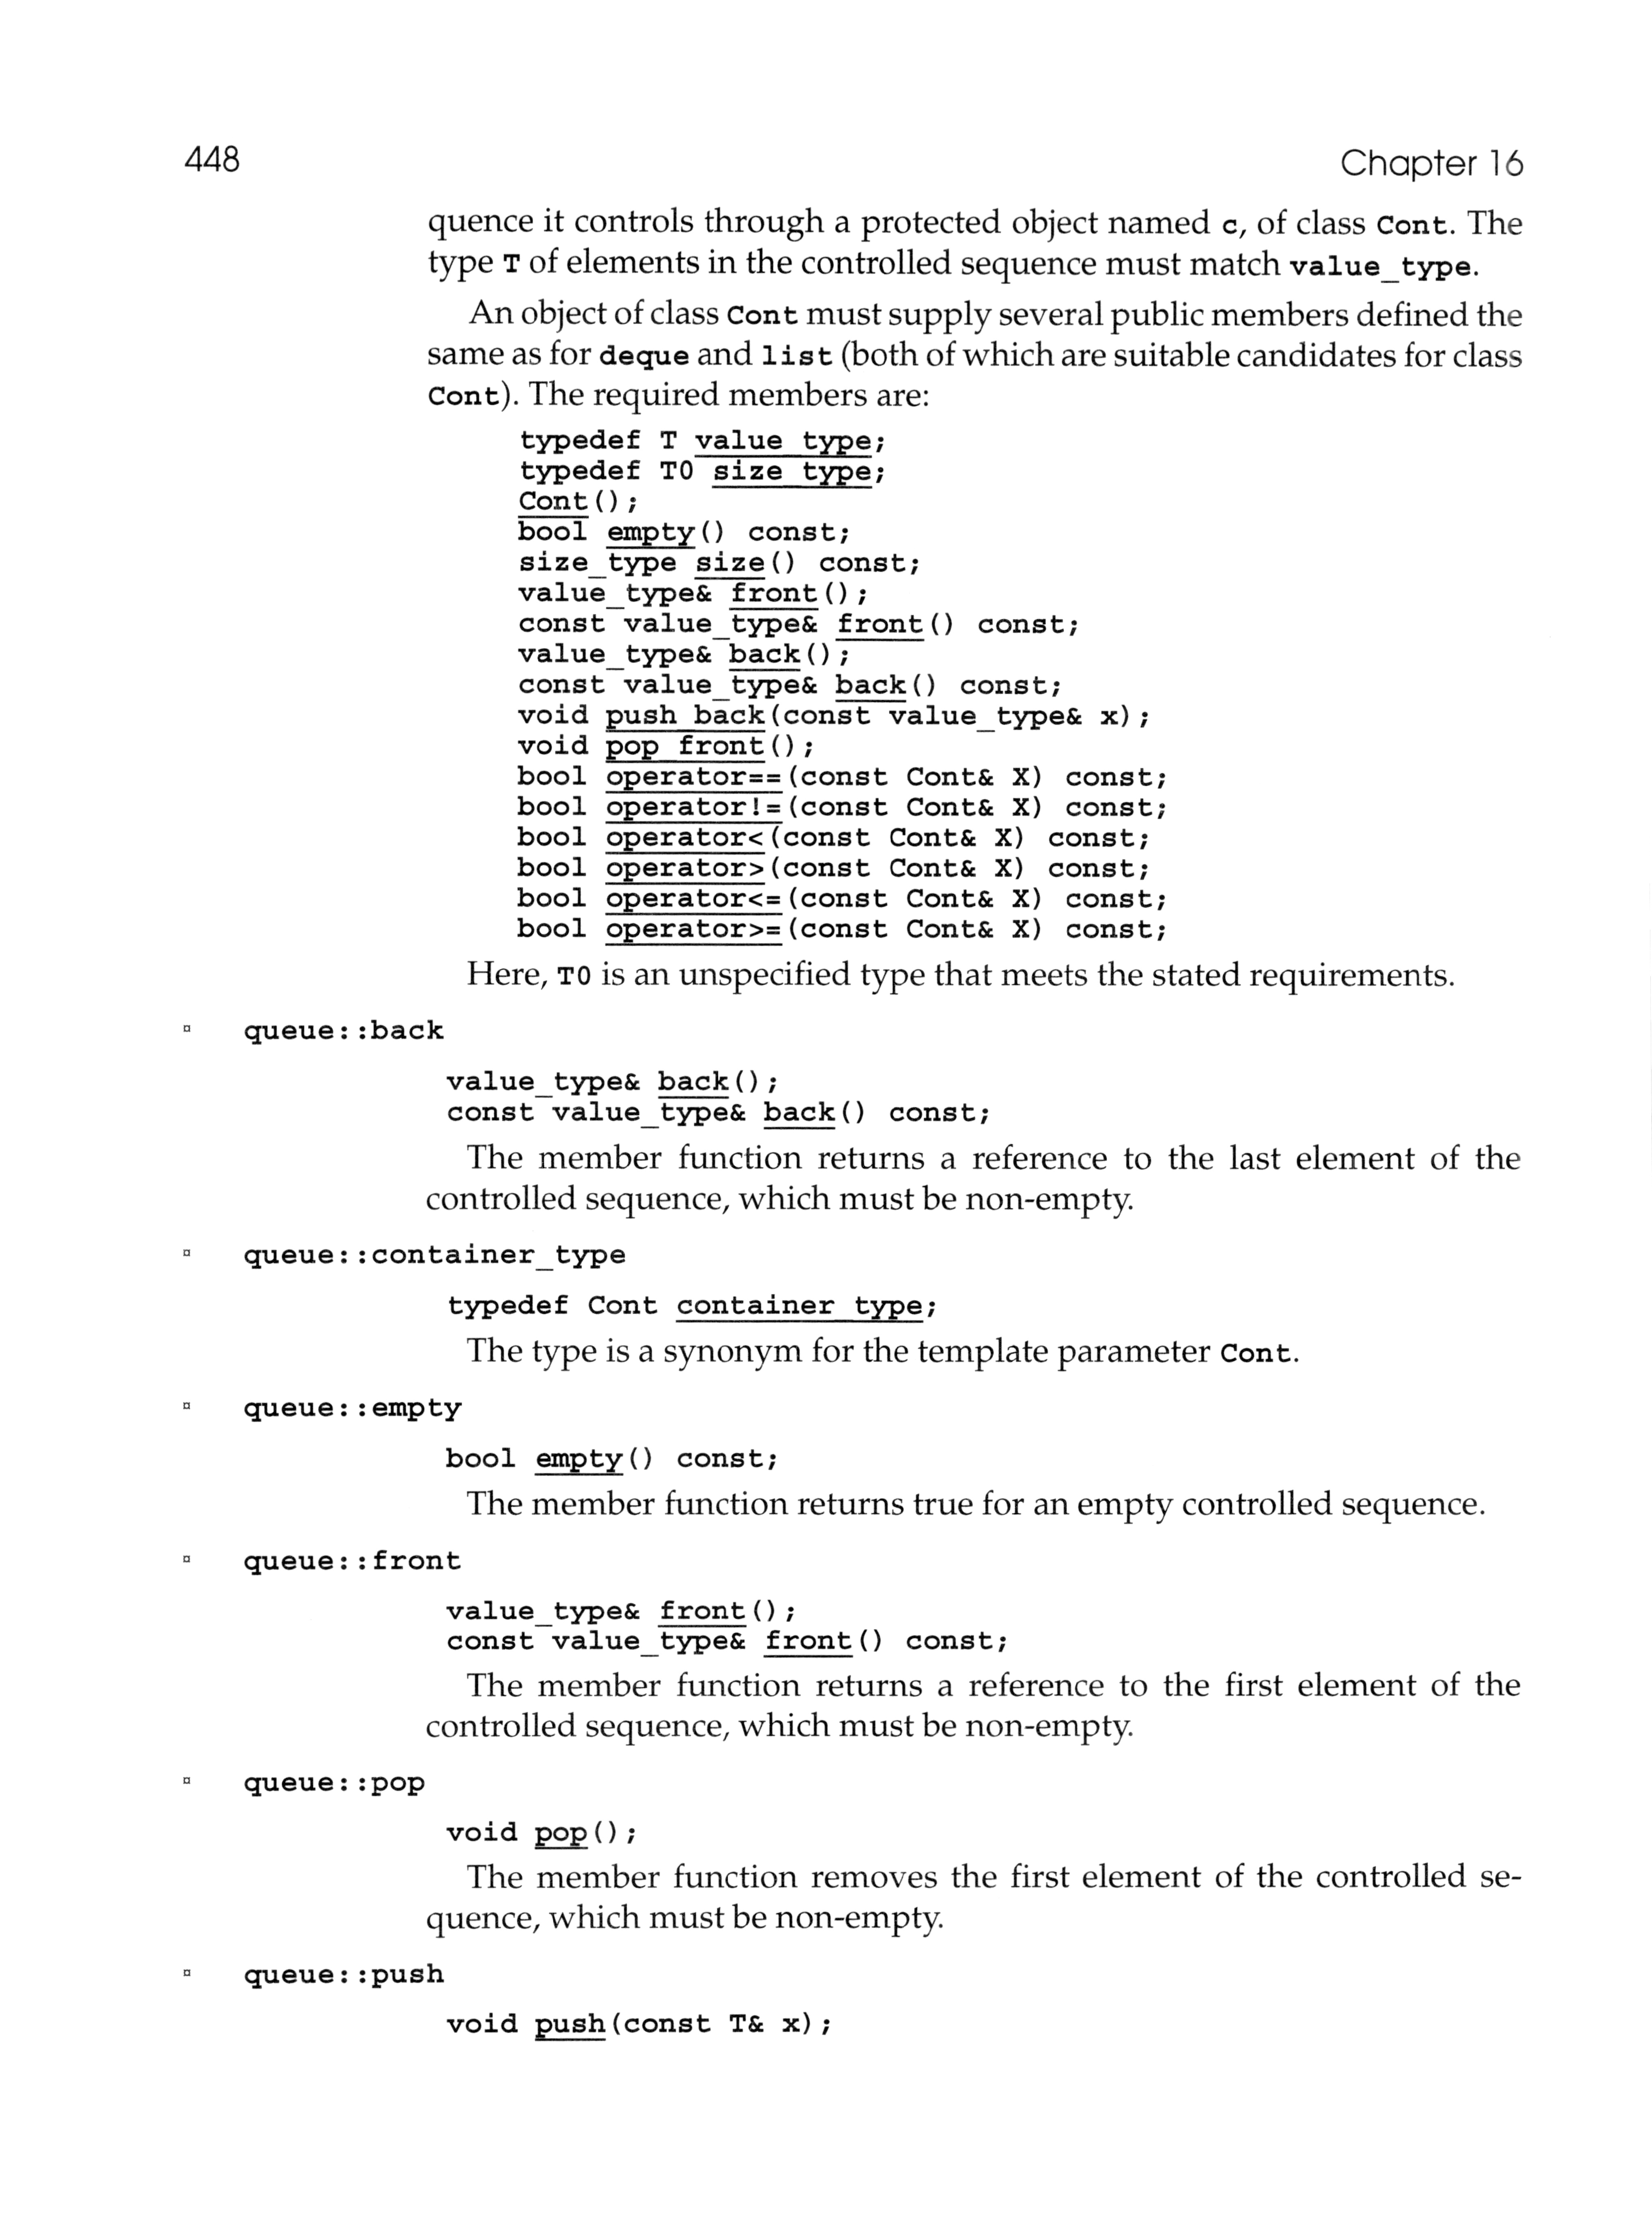 448 Chapter 16
quence it controls through a protected object named c, of class Cont. The
type T of elements in the controlled sequence must match value_type.
An object of class Cont must supply several public members defined the
same as for deque and list (both of which are suitable candidates for class
Cont). The required members are:
typedef T value_type;
typedef T0 size_type;
Cont();
bool empty() const;
size_type size() const;
value_type& front();
const value_type& front() const;
value_type& back();
const value_type& back() const;
void push_back(const value_type& x);
void pop_front();
bool operator==(const Cont& X) const;
bool operator!=(const Cont& X) const;
bool operator<(const Cont& X) const;
bool operator>(const Cont& X) const;
bool operator<=(const Cont& X) const;
bool operator>=(const Cont& X) const;
Here, T0 is an unspecified type that meets the stated requirements.
¤ queue::back
value_type& back();
const value_type& back() const;
The member function returns a reference to the last element of the
controlled sequence, which must be non-empty.
¤ queue::container_type
typedef Cont container_type;
The type is a synonym for the template parameter Cont.
¤ queue::empty
bool empty() const;
The member function returns true for an empty controlled sequence.
¤ queue::front
value_type& front();
const value_type& front() const;
The member function returns a reference to the first element of the
controlled sequence, which must be non-empty.
¤ queue::pop
void pop();
The member function removes the first element of the controlled se-
quence, which must be non-empty.
¤ queue::push
void push(const T& x);